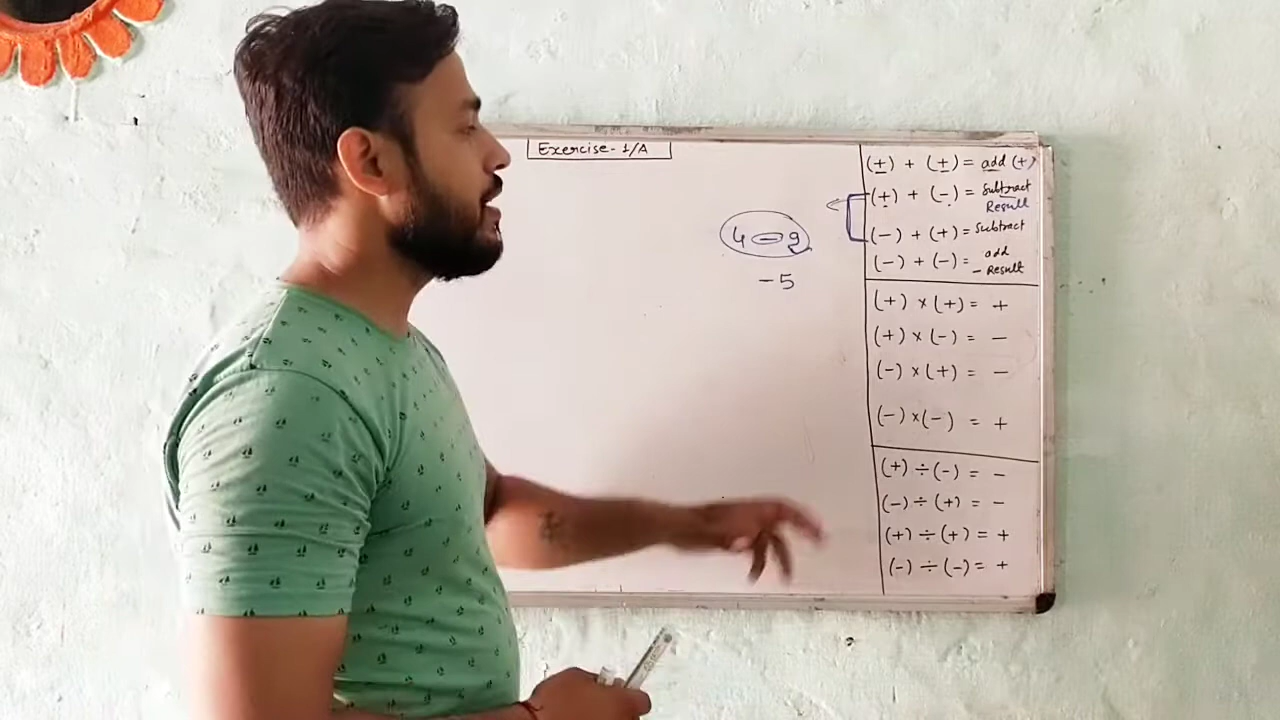 Exercise - 1/A
4 - 9
- 5
(+) + (+) = add (+)
(+) + (-) = subtract
Result
(-) + (+) = subtract
(-) + (-) = add
- Result
(+) × (+) = +
(+) × (-) = -
(-) × (+) = -
(-) × (-) = +
(+) ÷ (-) = -
(-) ÷ (+) = -
(+) ÷ (+) = +
(-) ÷ (-) = +